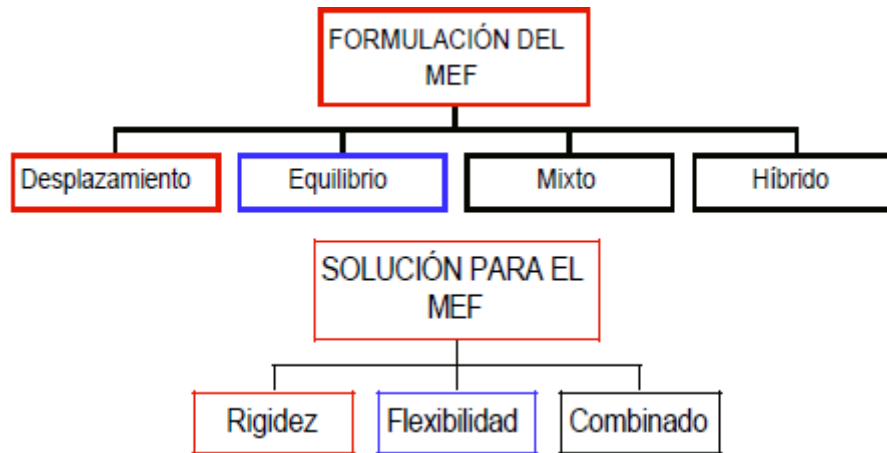 FORMULACIÓN DEL
MEF
Desplazamiento
Equilibrio
Mixto
Híbrido
SOLUCIÓN PARA EL
MEF
Rigidez
Flexibilidad
Combinado